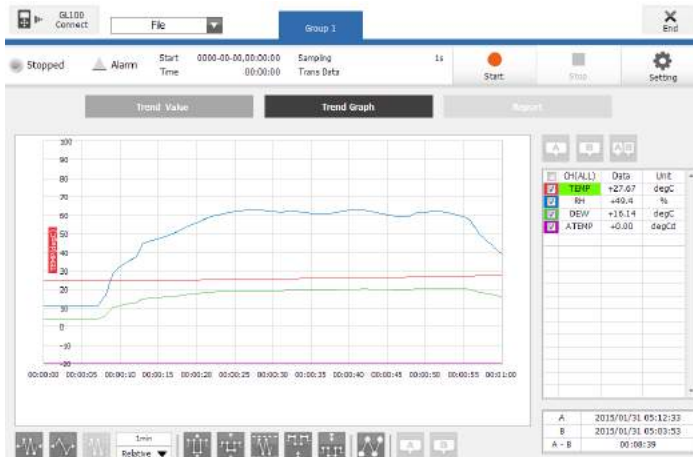 GL100
Connect
File
Group 1
End
Stopped
Alarm
Start 0000-00-00,00:00:00
Time 00:00:00
Sampling 1s
Trans Data
Start
Stop
Setting
Trend Value
Trend Graph
Report
A
B
A B
100
90
80
70
60
50
40
30
20
10
0
-10
-20
TEMP[degC]
00:00:00 00:00:05 00:00:10 00:00:15 00:00:20 00:00:25 00:00:30 00:00:35 00:00:40 00:00:45 00:00:50 00:00:55 00:01:00
CH(ALL) Data Unit
TEMP +27.67 degC
RH +49.4 %
DEW +16.14 degC
ATEMP +0.00 degCd
A 2015/01/31 05:12:33
B 2015/01/31 05:03:53
A - B 00:08:39
1min
Relative
A
B